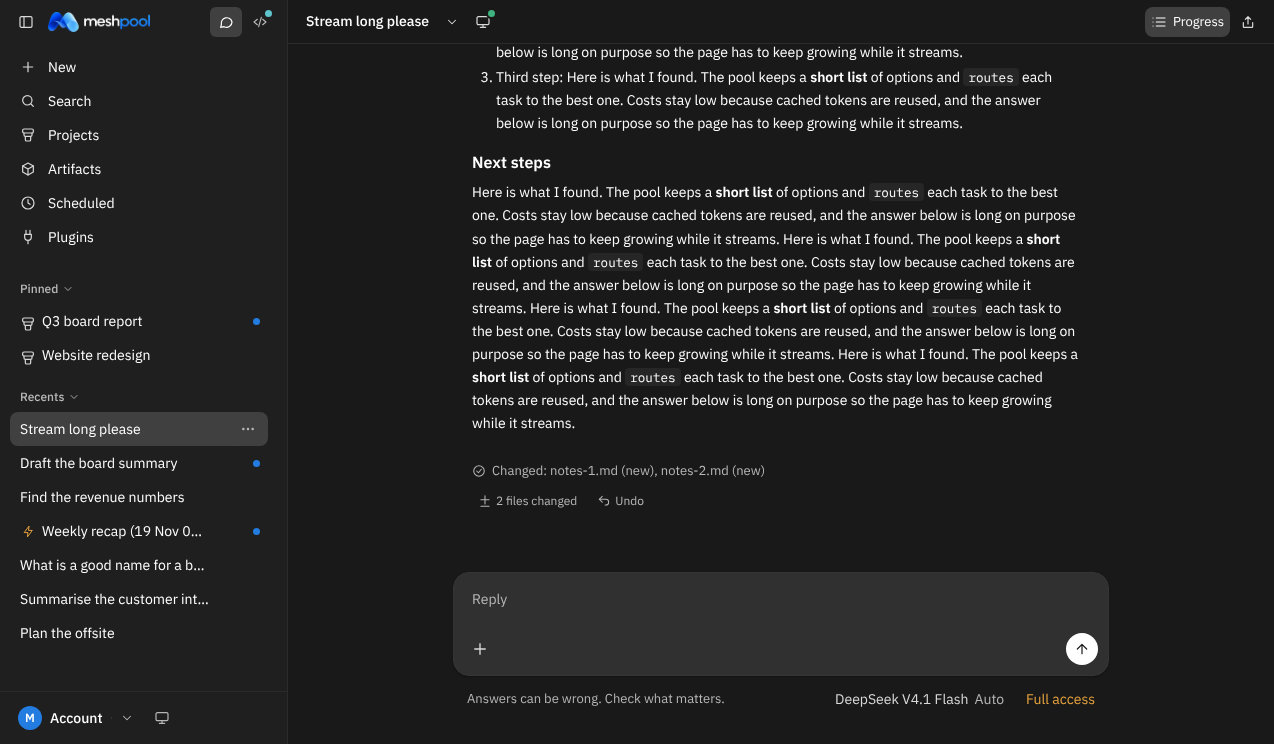 meshpool
New
Search
Projects
Artifacts
Scheduled
Plugins
Pinned
Q3 board report
Website redesign
Recents
Stream long please
Draft the board summary
Find the revenue numbers
Weekly recap (19 Nov 0...
What is a good name for a b...
Summarise the customer int...
Plan the offsite
M Account
Stream long please
Progress
below is long on purpose so the page has to keep growing while it streams.
3. Third step: Here is what I found. The pool keeps a short list of options and routes each
task to the best one. Costs stay low because cached tokens are reused, and the answer
below is long on purpose so the page has to keep growing while it streams.
Next steps
Here is what I found. The pool keeps a short list of options and routes each task to the best
one. Costs stay low because cached tokens are reused, and the answer below is long on purpose
so the page has to keep growing while it streams. Here is what I found. The pool keeps a short
list of options and routes each task to the best one. Costs stay low because cached tokens are
reused, and the answer below is long on purpose so the page has to keep growing while it
streams. Here is what I found. The pool keeps a short list of options and routes each task to
the best one. Costs stay low because cached tokens are reused, and the answer below is long on
purpose so the page has to keep growing while it streams. Here is what I found. The pool keeps a
short list of options and routes each task to the best one. Costs stay low because cached
tokens are reused, and the answer below is long on purpose so the page has to keep growing
while it streams.
Changed: notes-1.md (new), notes-2.md (new)
2 files changed Undo
Reply
Answers can be wrong. Check what matters.
DeepSeek V4.1 Flash Auto Full access